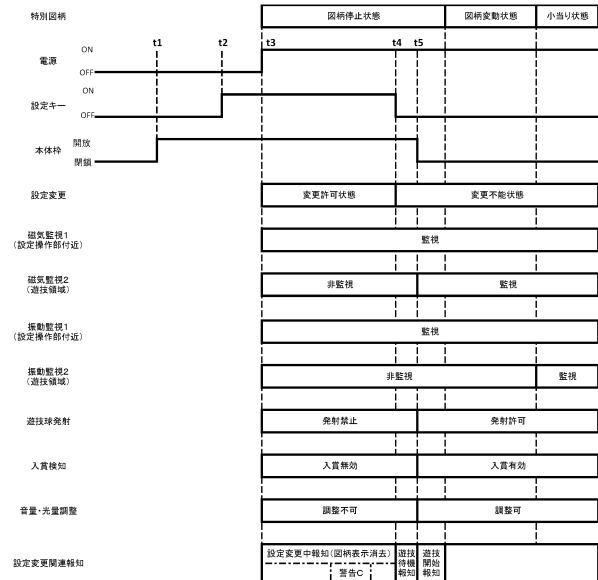 特別図柄
図柄停止状態 図柄変動状態 小当り状態
t1 t2 t3 t4 t5
電源
ON
OFF
設定キー
ON
OFF
本体枠
開放
閉鎖
設定変更
変更許可状態 変更不能状態
磁気監視1
(設定操作部付近)
監視
磁気監視2
(遊技領域)
非監視 監視
振動監視1
(設定操作部付近)
監視
振動監視2
(遊技領域)
非監視 監視
遊技球発射
発射禁止 発射許可
入賞検知
入賞無効 入賞有効
音量・光量調整
調整不可 調整可
設定変更関連報知
設定変更中報知(図柄表示消去)
警告C
遊技
待機
報知
遊技
開始
報知